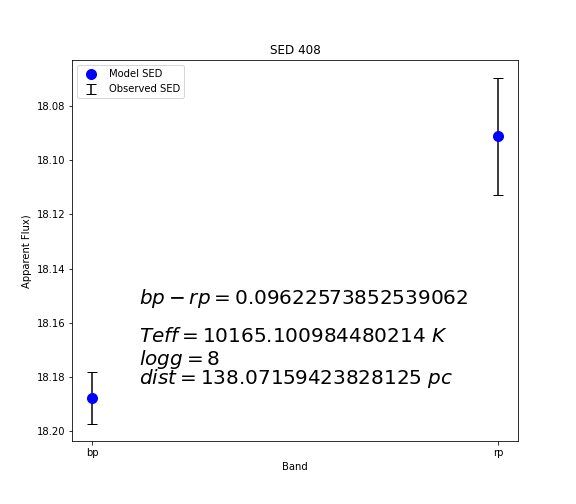 SED 408
Model SED
Observed SED
18.08
18.10
18.12
18.14
18.16
18.18
18.20
Apparent Flux)
bp − rp = 0.09622573852539062
Teff = 10165.100984480214 K
logg = 8
dist = 138.07159423828125 pc
bp
rp
Band